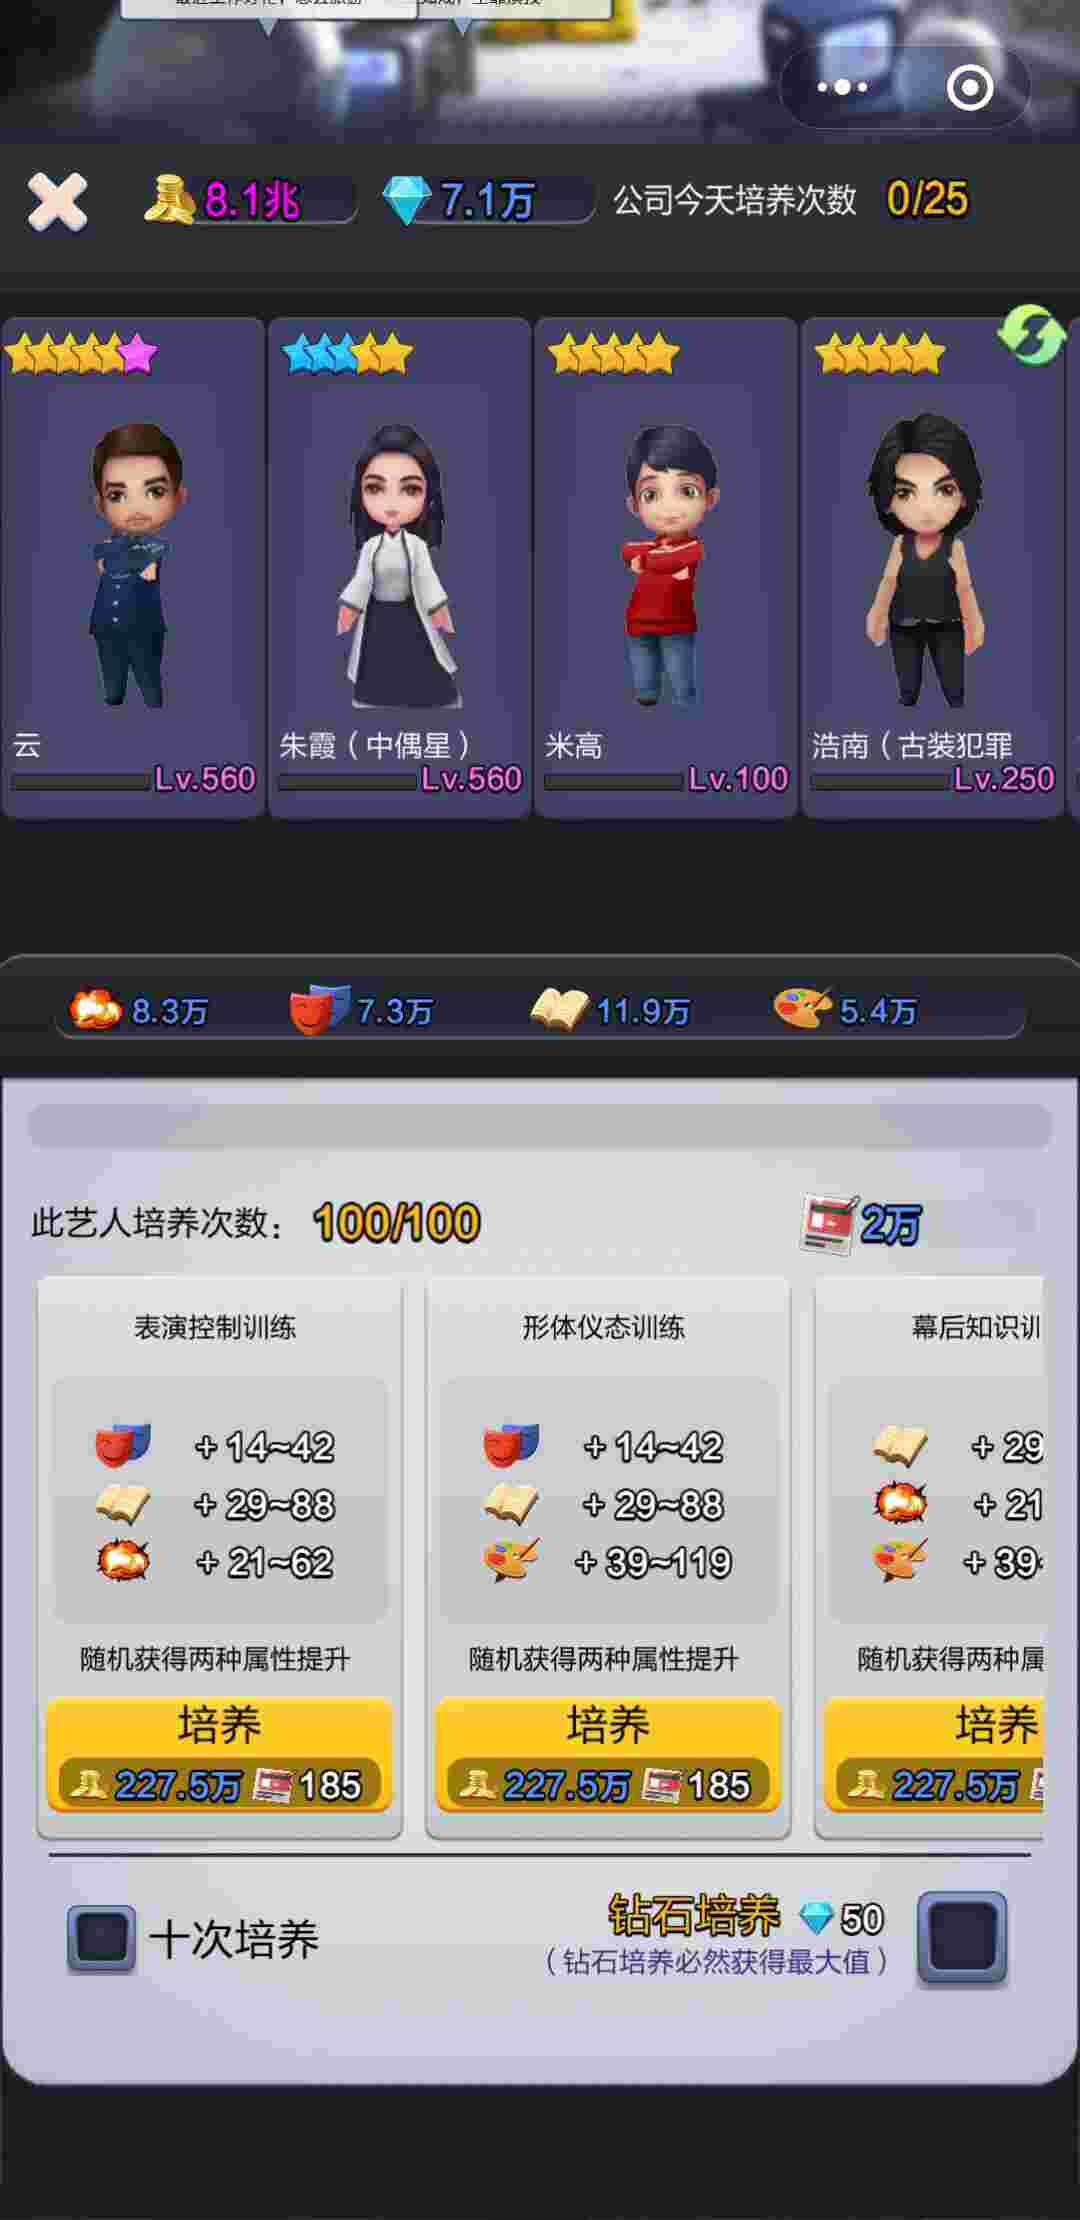 8.1兆 7.1万 公司今天培养次数 0/25
云 朱霞（中偶星） 米高 浩南（古装犯罪
Lv.560 Lv.560 Lv.100 Lv.250
8.3万 7.3万 11.9万 5.4万
此艺人培养次数： 100/100 2万
表演控制训练 形体仪态训练 幕后知识训
+14~42 +14~42 +29
+29~88 +29~88 +21
+21~62 +39~119 +39
随机获得两种属性提升 随机获得两种属性提升 随机获得两种属
培养 培养 培养
227.5万 185 227.5万 185 227.5万
十次培养 钻石培养 50
（钻石培养必然获得最大值）